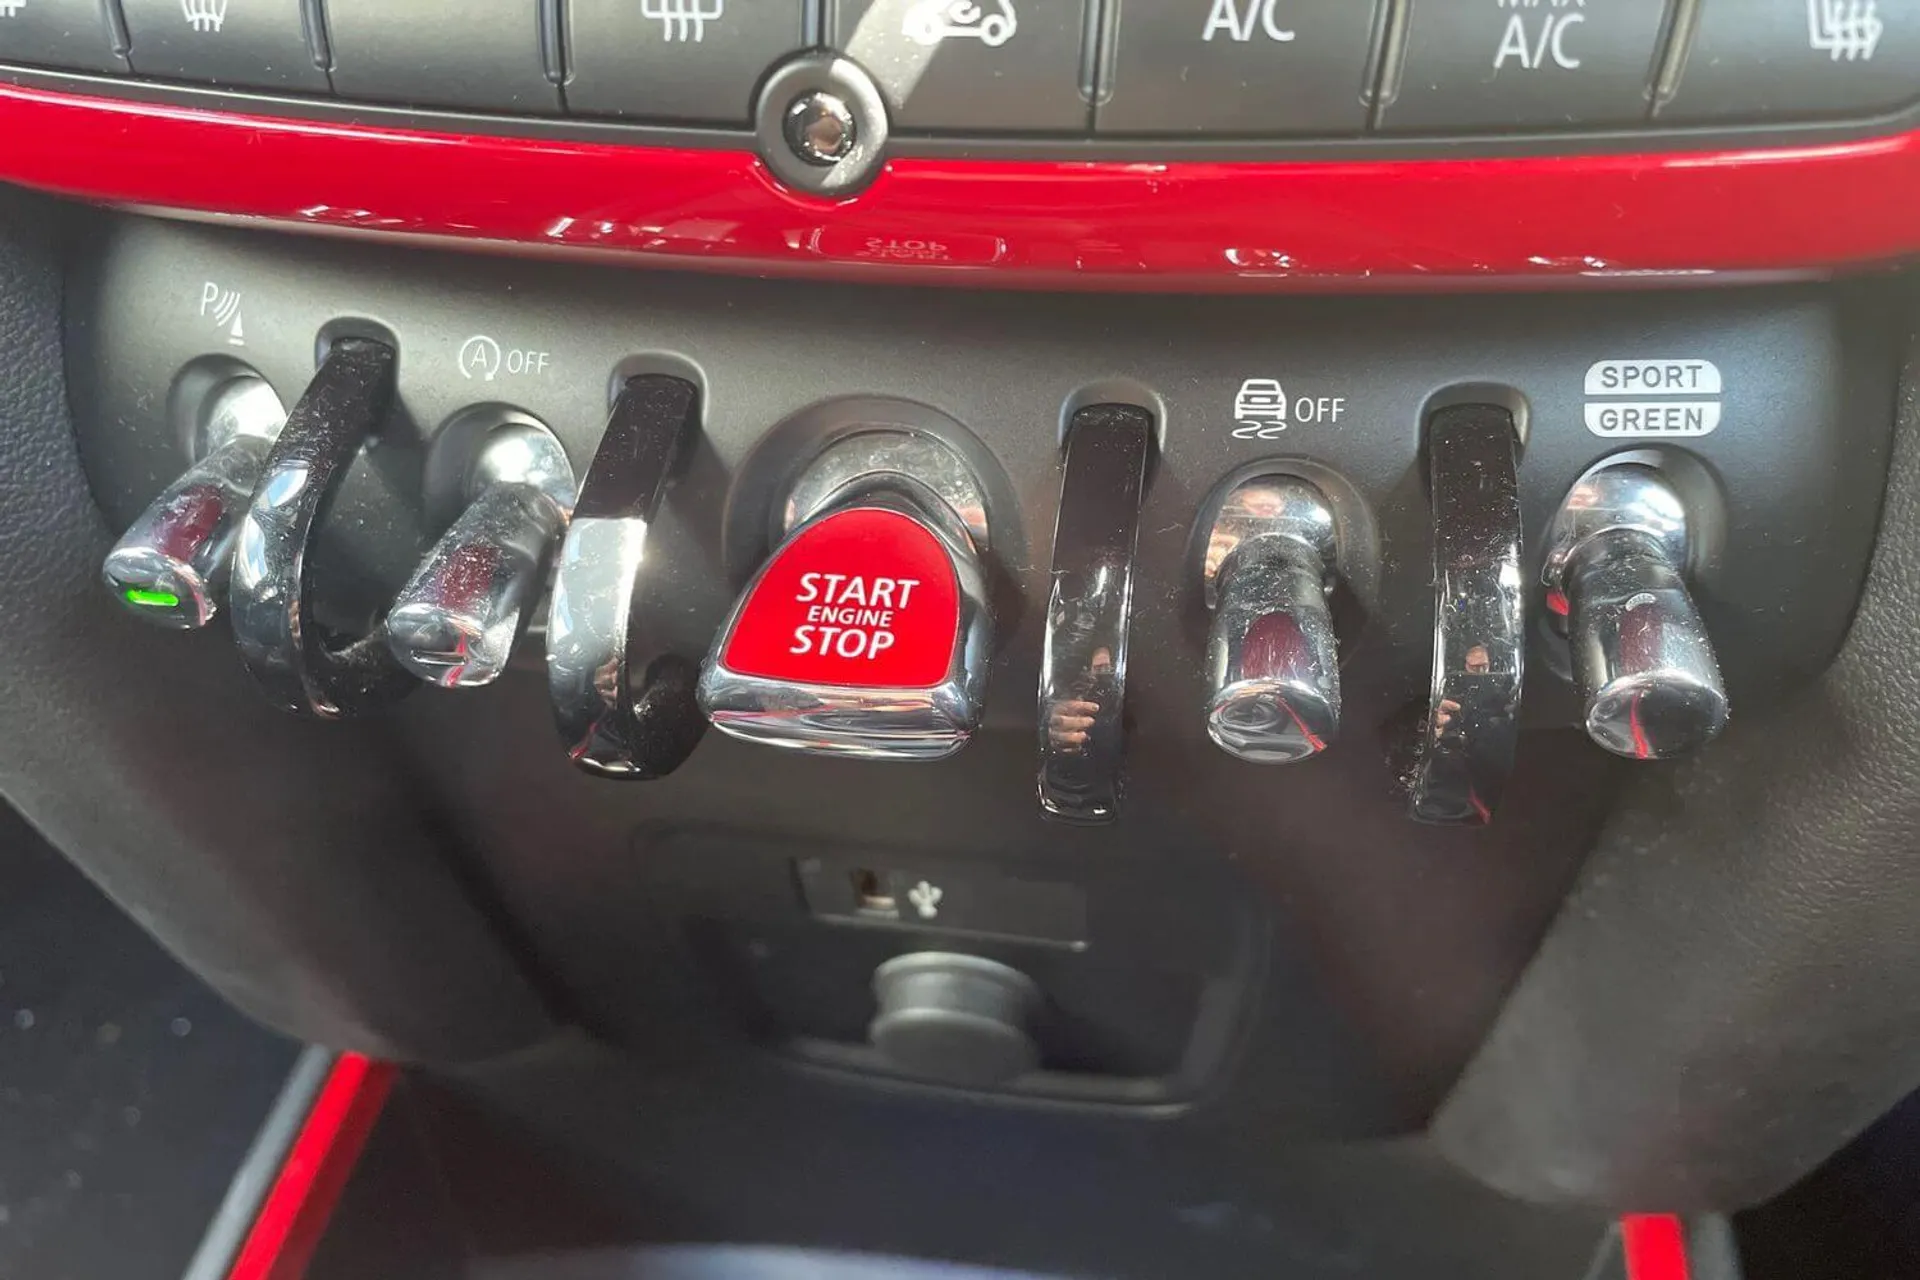 A/C
MAX
A/C
P
A OFF
OFF
SPORT
GREEN
START
ENGINE
STOP